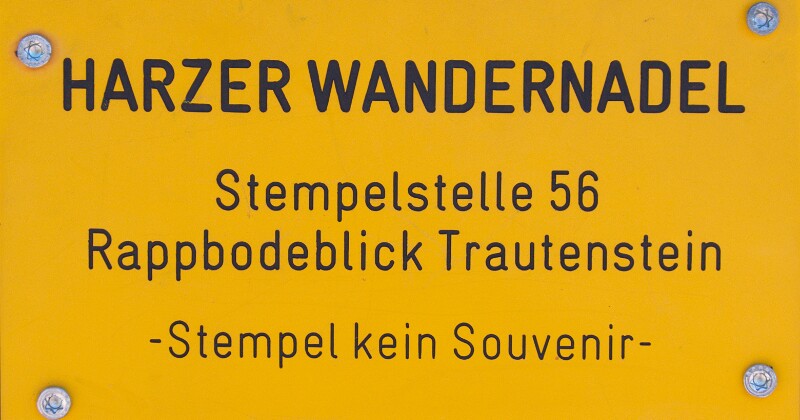 HARZER WANDERNADEL
Stempelstelle 56
Rappbodeblick Trautenstein
-Stempel kein Souvenir-